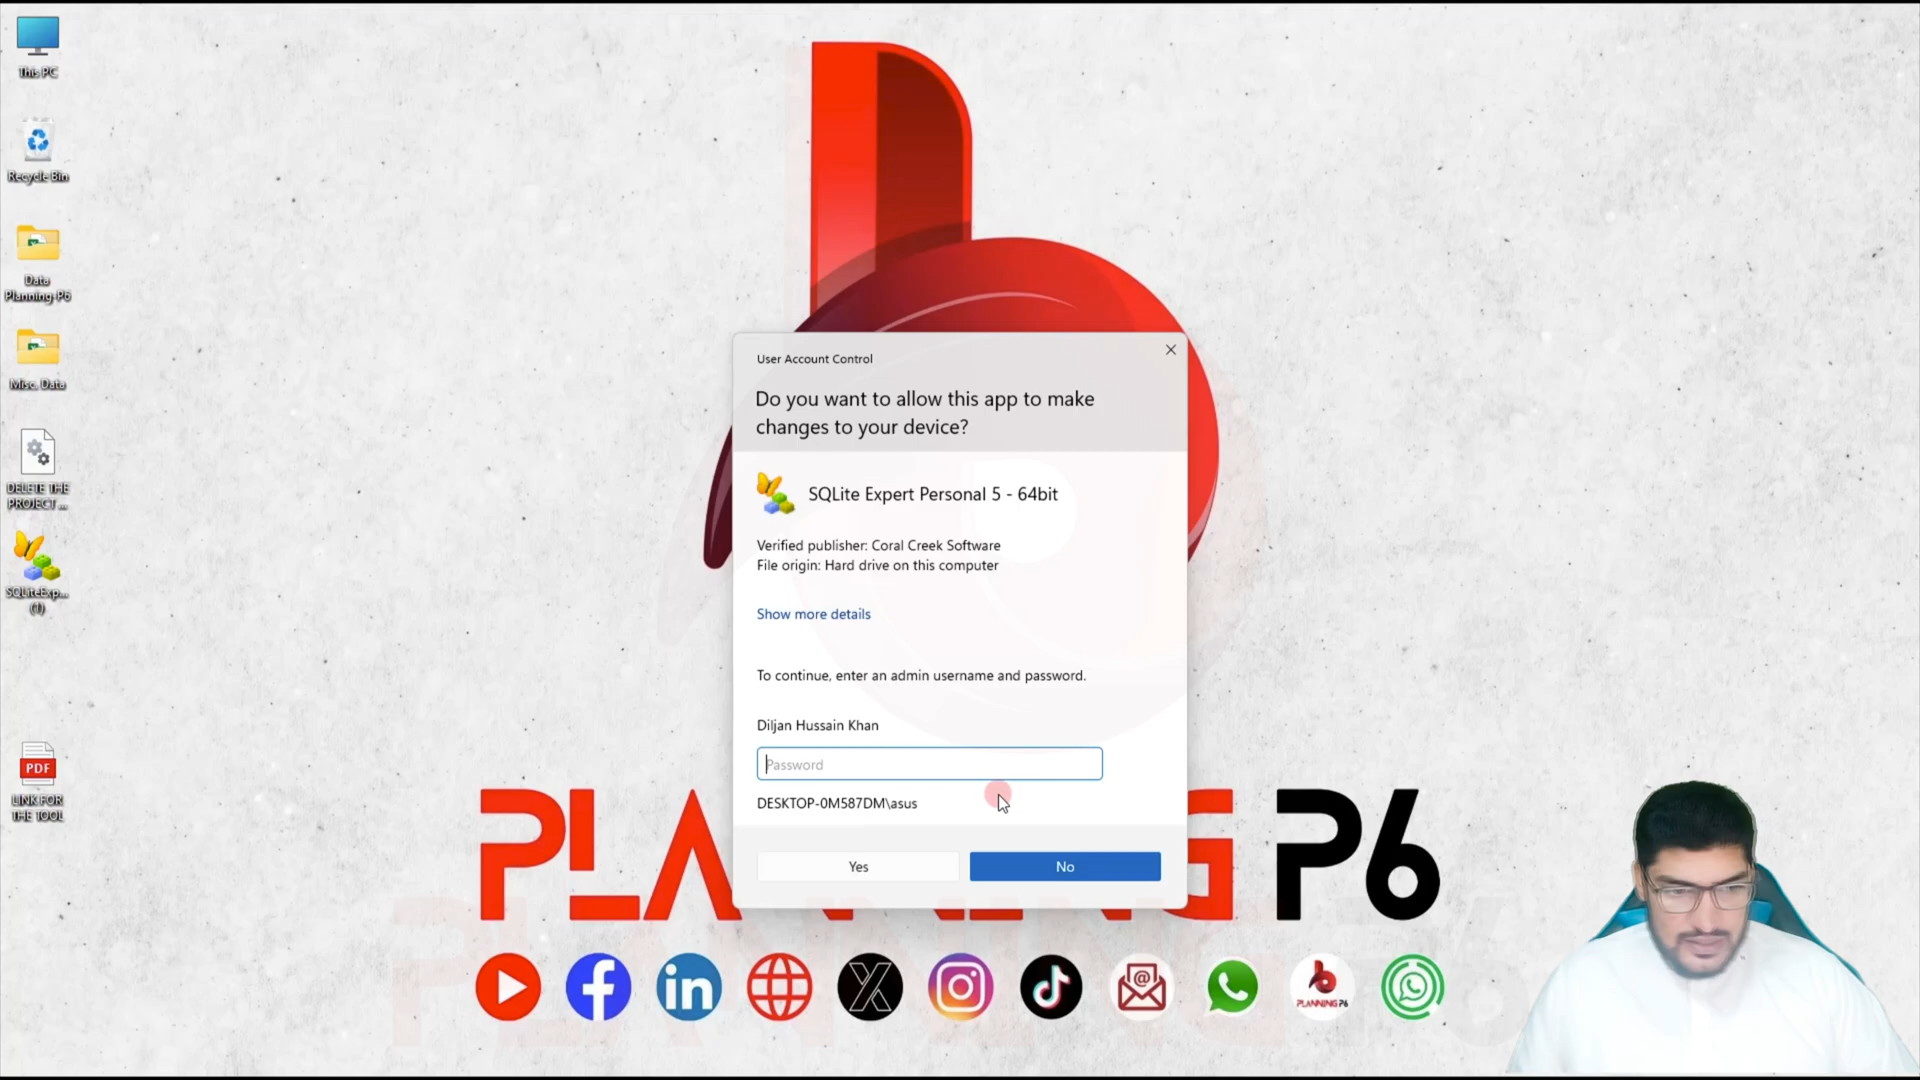 This PC
Recycle Bin
Data
Planning-P6
Misc. Data
DELETE THE
PROJECT ...
SQLiteExp...
(1)
PDF
LINK FOR
THE TOOL
User Account Control
Do you want to allow this app to make
changes to your device?
SQLite Expert Personal 5 - 64bit
Verified publisher: Coral Creek Software
File origin: Hard drive on this computer
Show more details
To continue, enter an admin username and password.
Diljan Hussain Khan
Password
DESKTOP-0M587DM\asus
Yes
No
PLANNING P6
PLANNING P6